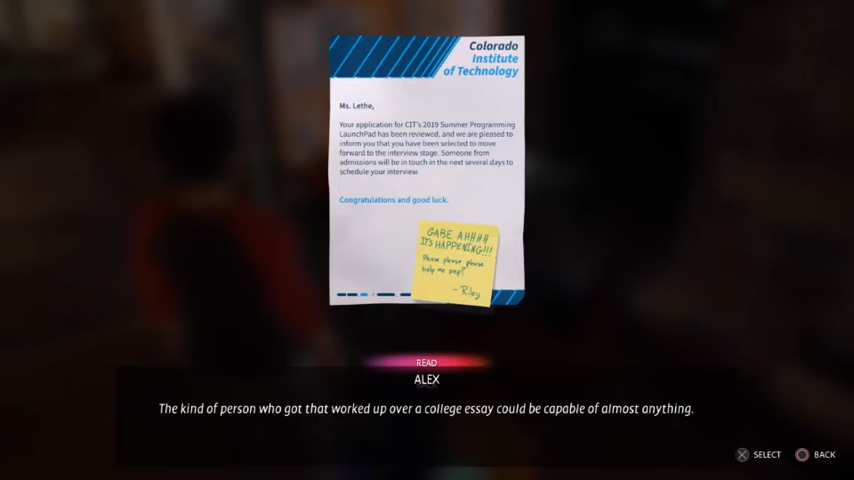 Colorado
Institute
of Technology
Ms. Lethe,
Your application for CIT's 2019 Summer Programming
LaunchPad has been reviewed, and we are pleased to
inform you that you have been selected to move
forward to the interview stage. Someone from
admissions will be in touch in the next several days to
schedule your interview.
Congratulations and good luck.
GABE AHHHH
ITS HAPPENING!!!
Please please please
help me prep?
- Riley
READ
ALEX
The kind of person who got that worked up over a college essay could be capable of almost anything.
SELECT BACK